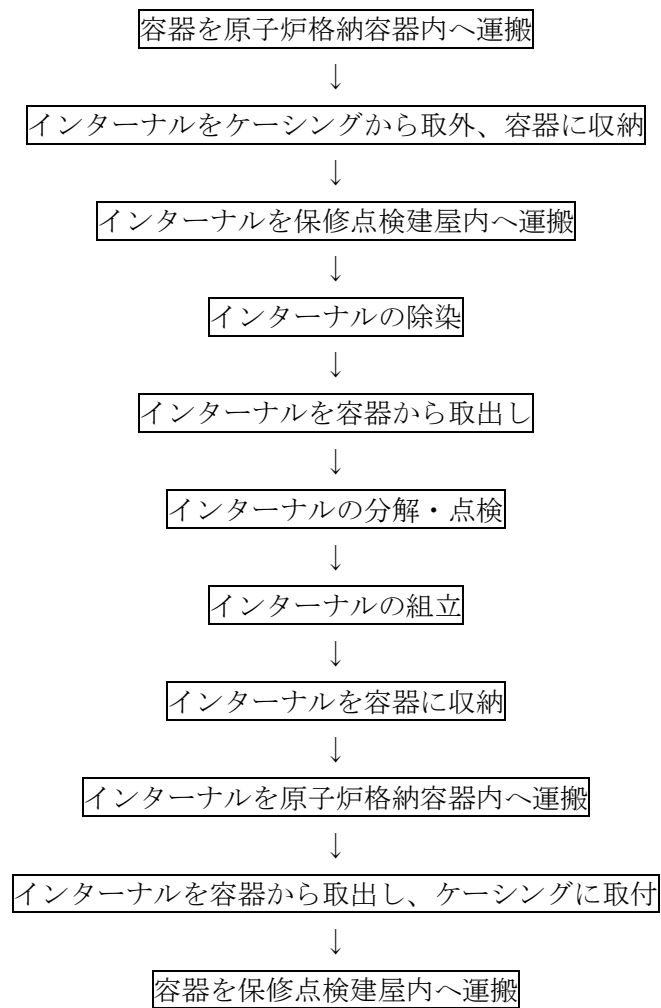 容器を原子炉格納容器内へ運搬
↓
インターナルをケーシングから取外、容器に収納
↓
インターナルを保修点検建屋内へ運搬
↓
インターナルの除染
↓
インターナルを容器から取出し
↓
インターナルの分解・点検
↓
インターナルの組立
↓
インターナルを容器に収納
↓
インターナルを原子炉格納容器内へ運搬
↓
インターナルを容器から取出し、ケーシングに取付
↓
容器を保修点検建屋内へ運搬